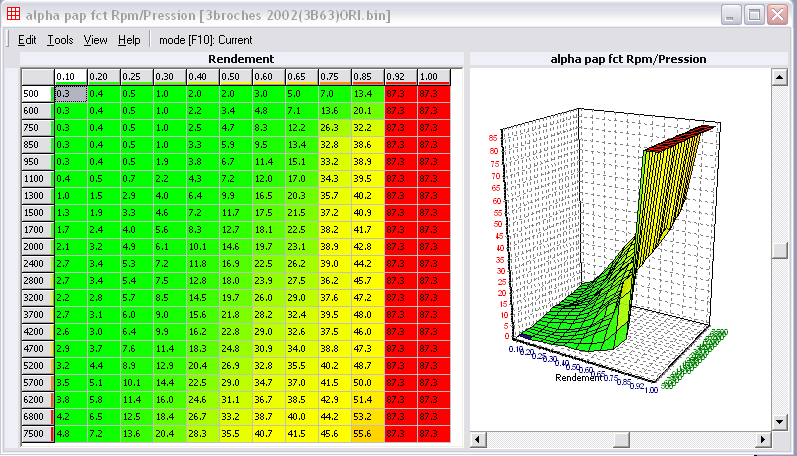 alpha pap fct Rpm/Pression [3broches 2002(3B63)ORI.bin]
Edit Tools View Help mode [F10]: Current
Rendement
0.10 0.20 0.25 0.30 0.40 0.50 0.60 0.65 0.75 0.85 0.92 1.00
500 0.3 0.4 0.5 1.0 2.0 2.0 3.0 5.0 7.0 13.4 87.3 87.3
600 0.3 0.4 0.5 1.0 2.2 3.4 4.8 7.1 13.6 20.1 87.3 87.3
750 0.3 0.4 0.5 1.0 2.5 4.7 8.3 12.2 26.3 32.2 87.3 87.3
850 0.3 0.4 0.5 1.0 3.3 5.9 9.5 13.4 32.8 38.6 87.3 87.3
950 0.3 0.4 0.5 1.9 3.8 6.7 11.4 15.1 33.2 38.9 87.3 87.3
1100 0.4 0.5 0.7 2.2 4.3 7.2 12.0 17.0 34.3 39.5 87.3 87.3
1300 1.0 1.5 2.9 4.0 6.4 9.9 16.5 20.3 35.7 40.2 87.3 87.3
1500 1.3 1.9 3.3 4.6 7.2 11.7 17.5 21.5 37.2 40.9 87.3 87.3
1700 1.7 2.4 4.0 5.6 8.3 12.7 18.1 22.5 38.2 41.7 87.3 87.3
2000 2.1 3.2 4.9 6.1 10.1 14.6 19.7 23.1 38.9 42.8 87.3 87.3
2400 2.7 3.4 5.3 7.2 11.8 16.9 22.5 26.2 39.0 44.2 87.3 87.3
2800 2.7 3.4 5.4 7.5 12.8 18.0 23.9 27.5 36.2 45.7 87.3 87.3
3200 2.2 2.8 5.7 8.5 14.5 19.7 26.0 29.0 37.6 47.2 87.3 87.3
3700 2.7 3.1 6.0 9.0 15.6 21.8 28.2 32.4 39.5 48.0 87.3 87.3
4200 2.6 3.0 6.4 9.9 16.2 22.8 29.0 32.6 37.5 46.0 87.3 87.3
4700 2.9 3.7 7.6 11.4 18.3 24.8 30.9 34.0 38.8 47.3 87.3 87.3
5200 3.2 4.4 8.9 12.9 20.4 26.9 32.8 35.5 40.2 48.7 87.3 87.3
5700 3.5 5.1 10.1 14.4 22.5 29.0 34.7 37.0 41.5 50.0 87.3 87.3
6200 3.8 5.8 11.4 16.0 24.6 31.1 36.7 38.5 42.9 51.4 87.3 87.3
6800 4.2 6.5 12.5 18.4 26.7 33.2 38.7 40.0 44.2 53.2 87.3 87.3
7500 4.8 7.2 13.6 20.4 28.3 35.5 40.7 41.5 45.6 55.6 87.3 87.3
alpha pap fct Rpm/Pression
85
80
75
70
65
60
55
50
45
40
35
30
25
20
15
10
5
0
0.10 0.20 0.25 0.30 0.40 0.50 0.60 0.65 0.75 0.85 0.92 1.00
Rendement